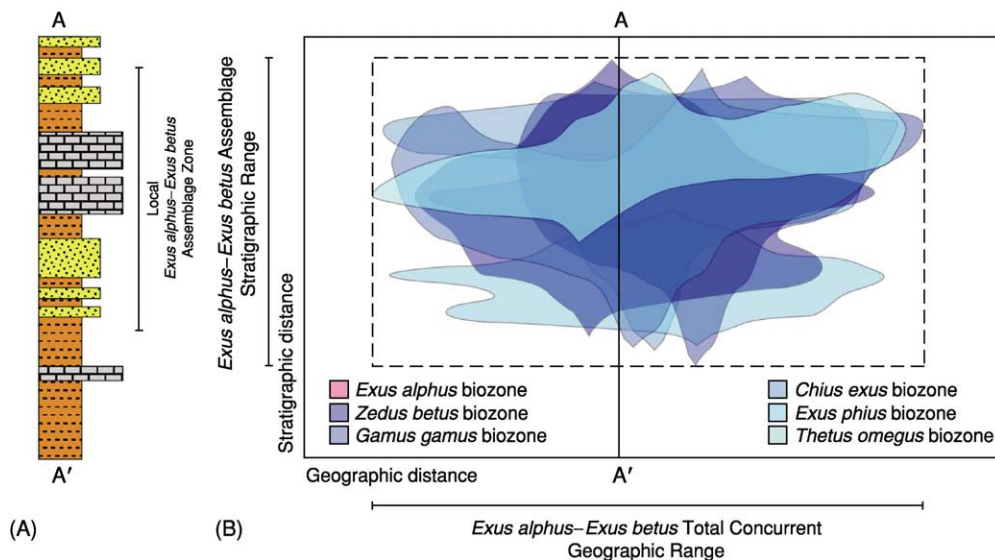 A
Local
Exus alphus–Exus betus
Assemblage Zone
A′
(A)
A
Exus alphus–Exus betus Assemblage
Stratigraphic Range
Stratigraphic distance
Exus alphus biozone
Zedus betus biozone
Gamus gamus biozone
Chius exus biozone
Exus phius biozone
Thetus omegus biozone
Geographic distance
A′
(B)
Exus alphus–Exus betus Total Concurrent
Geographic Range